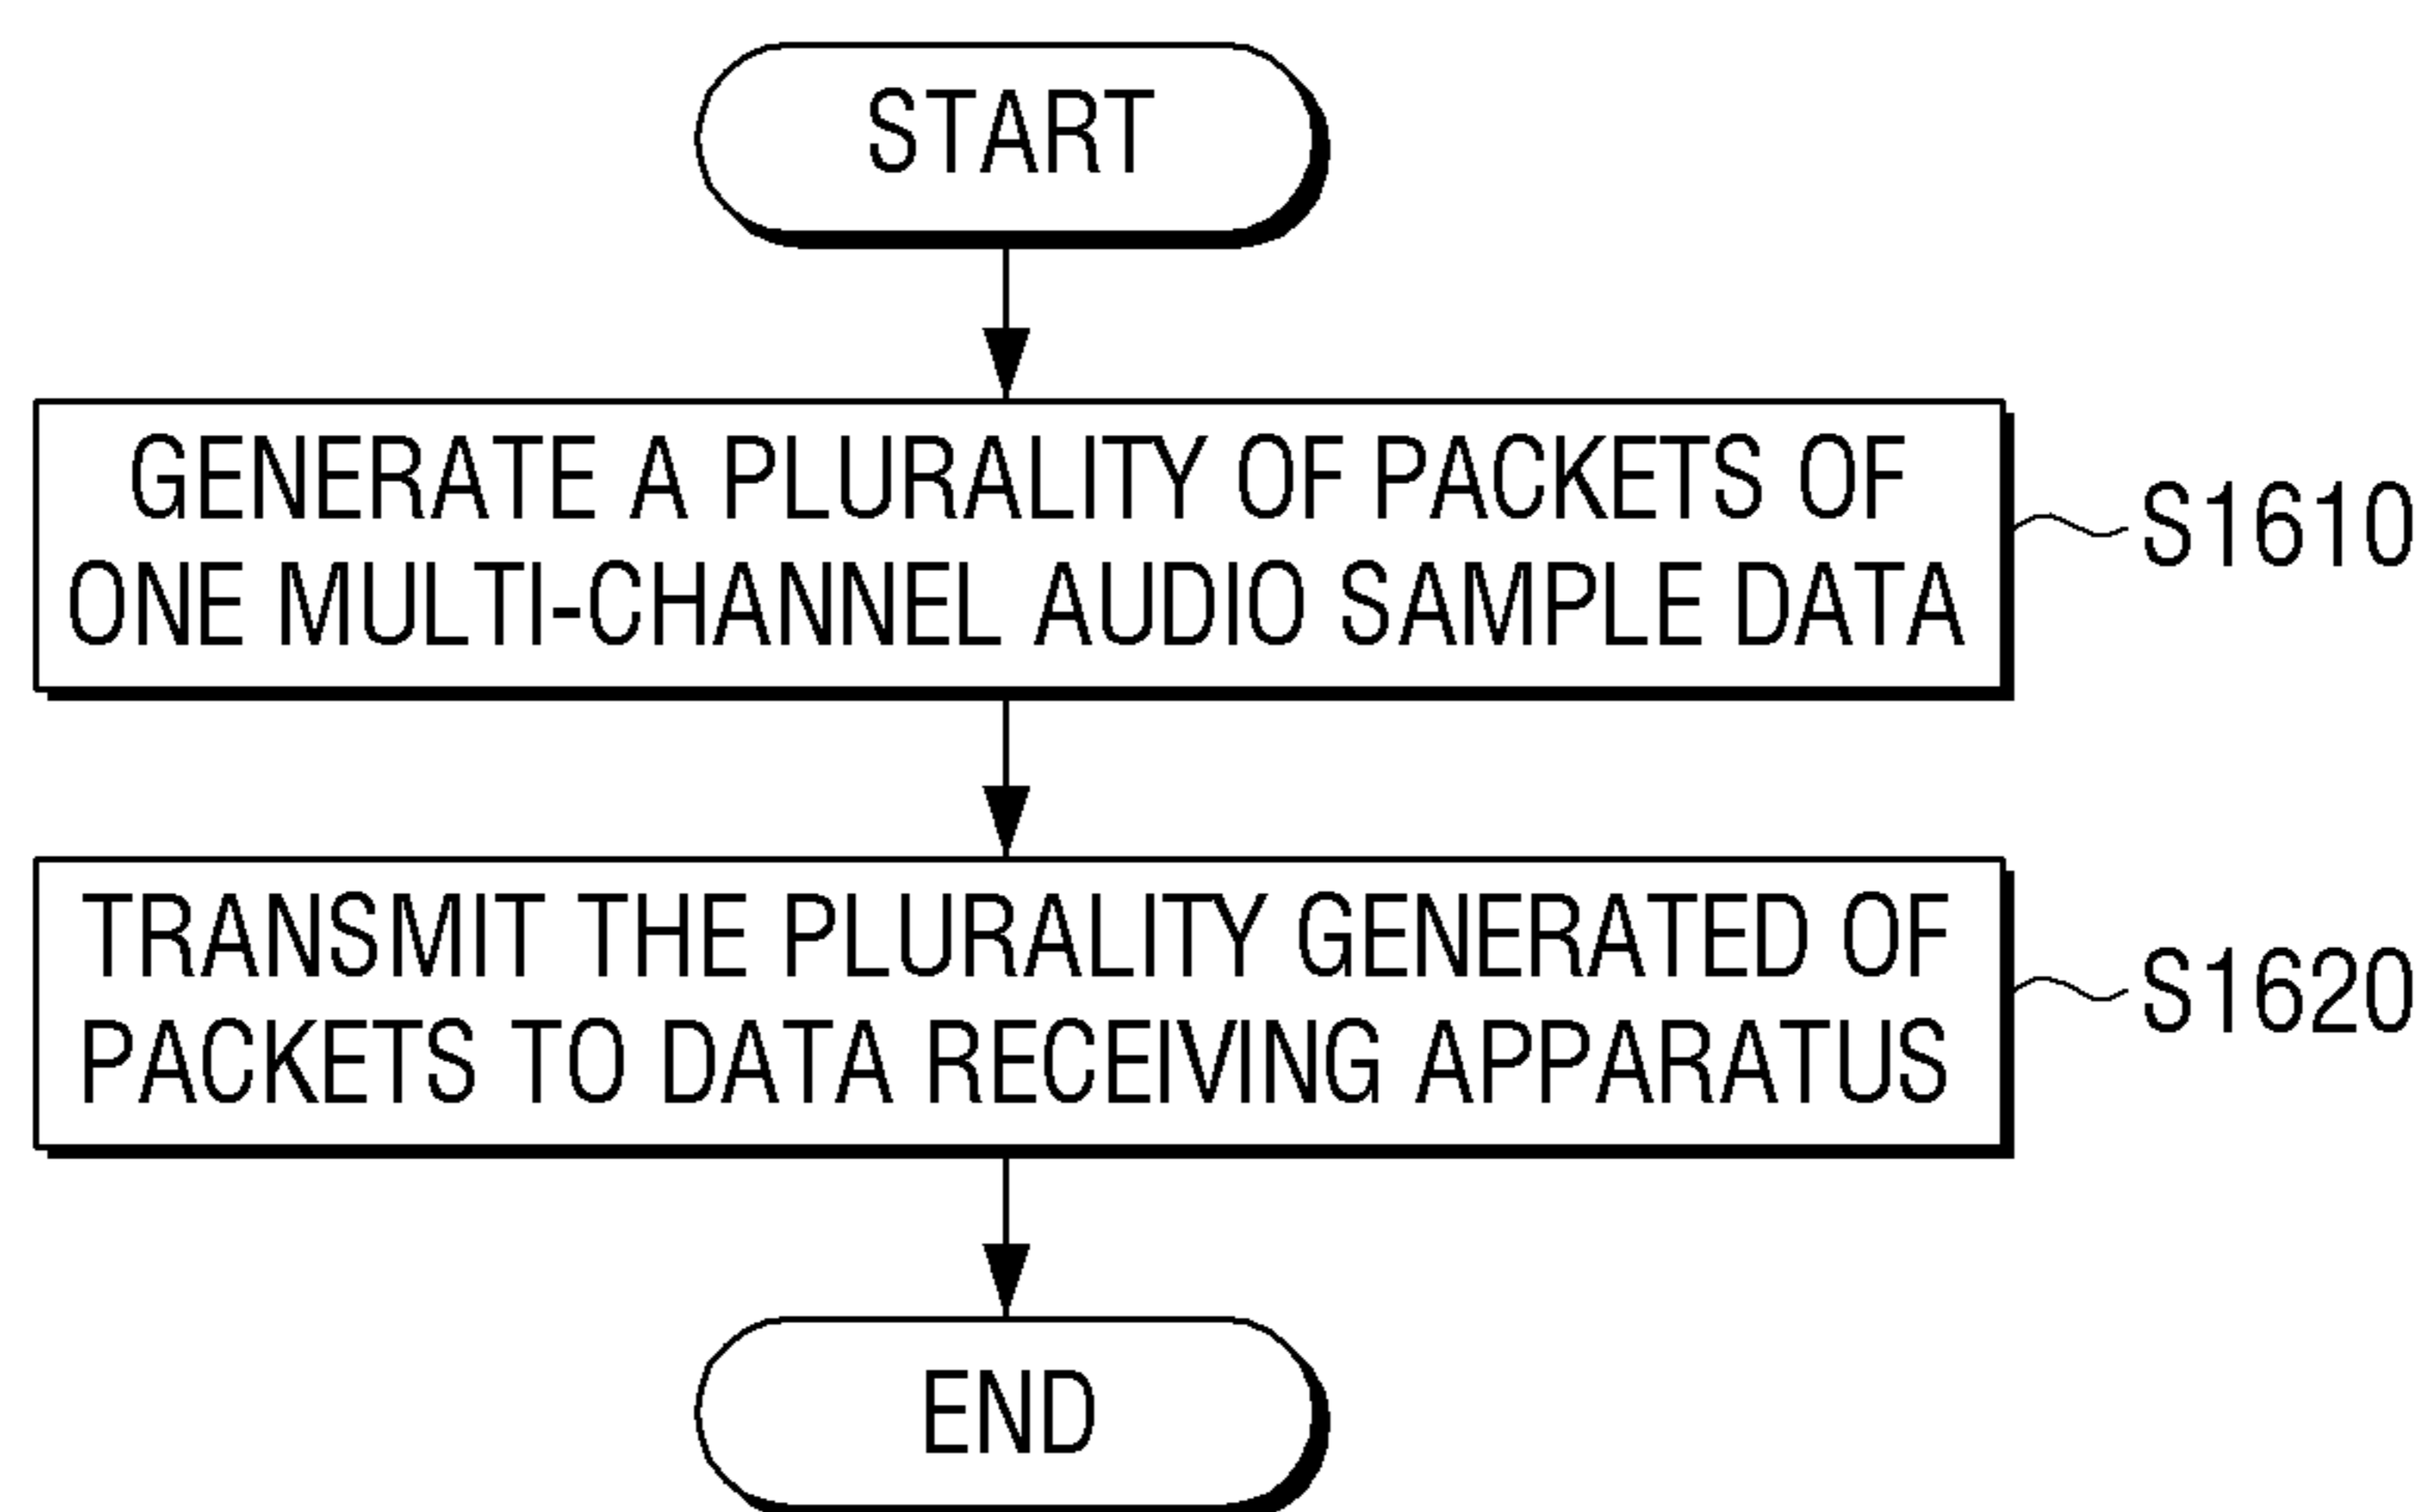 START
GENERATE A PLURALITY OF PACKETS OF
ONE MULTI-CHANNEL AUDIO SAMPLE DATA
S1610
TRANSMIT THE PLURALITY GENERATED OF
PACKETS TO DATA RECEIVING APPARATUS
S1620
END